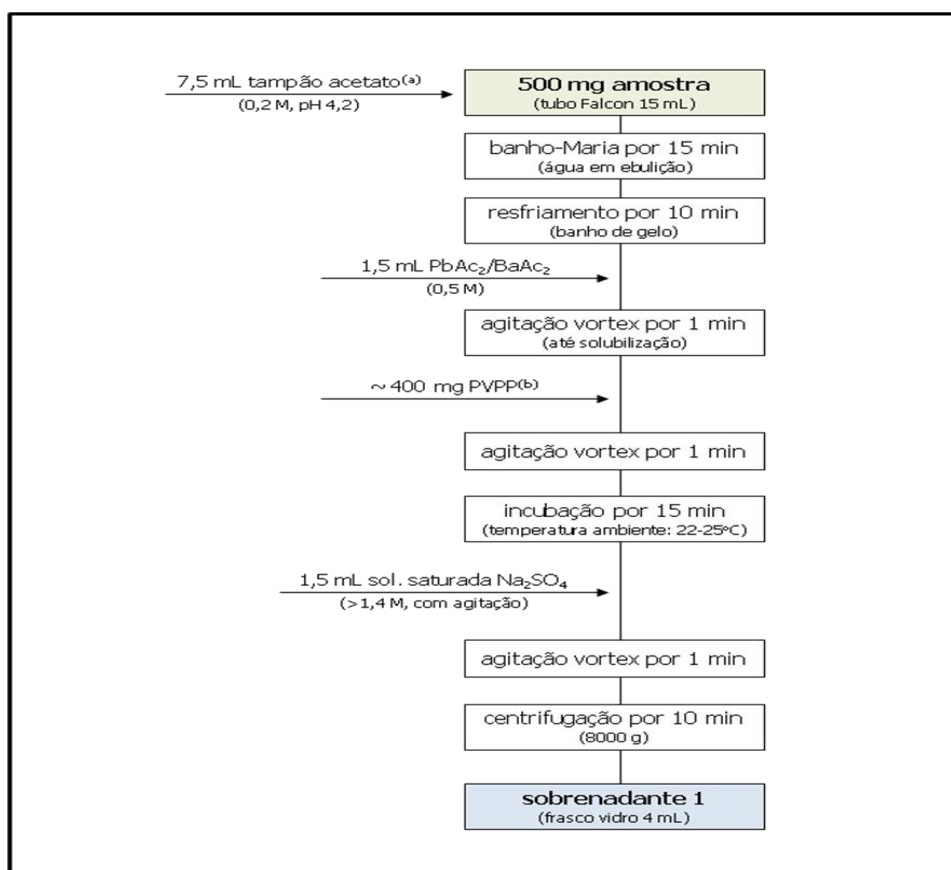 7,5 mL tampão acetato(a)
(0,2 M, pH 4,2)
500 mg amostra
(tubo Falcon 15 mL)
banho-Maria por 15 min
(água em ebulição)
resfriamento por 10 min
(banho de gelo)
1,5 mL PbAc₂/BaAc₂
(0,5 M)
agitação vortex por 1 min
(até solubilização)
~ 400 mg PVPP(b)
agitação vortex por 1 min
incubação por 15 min
(temperatura ambiente: 22-25ºC)
1,5 mL sol. saturada Na₂SO₄
(>1,4 M, com agitação)
agitação vortex por 1 min
centrifugação por 10 min
(8000 g)
sobrenadante 1
(frasco vidro 4 mL)